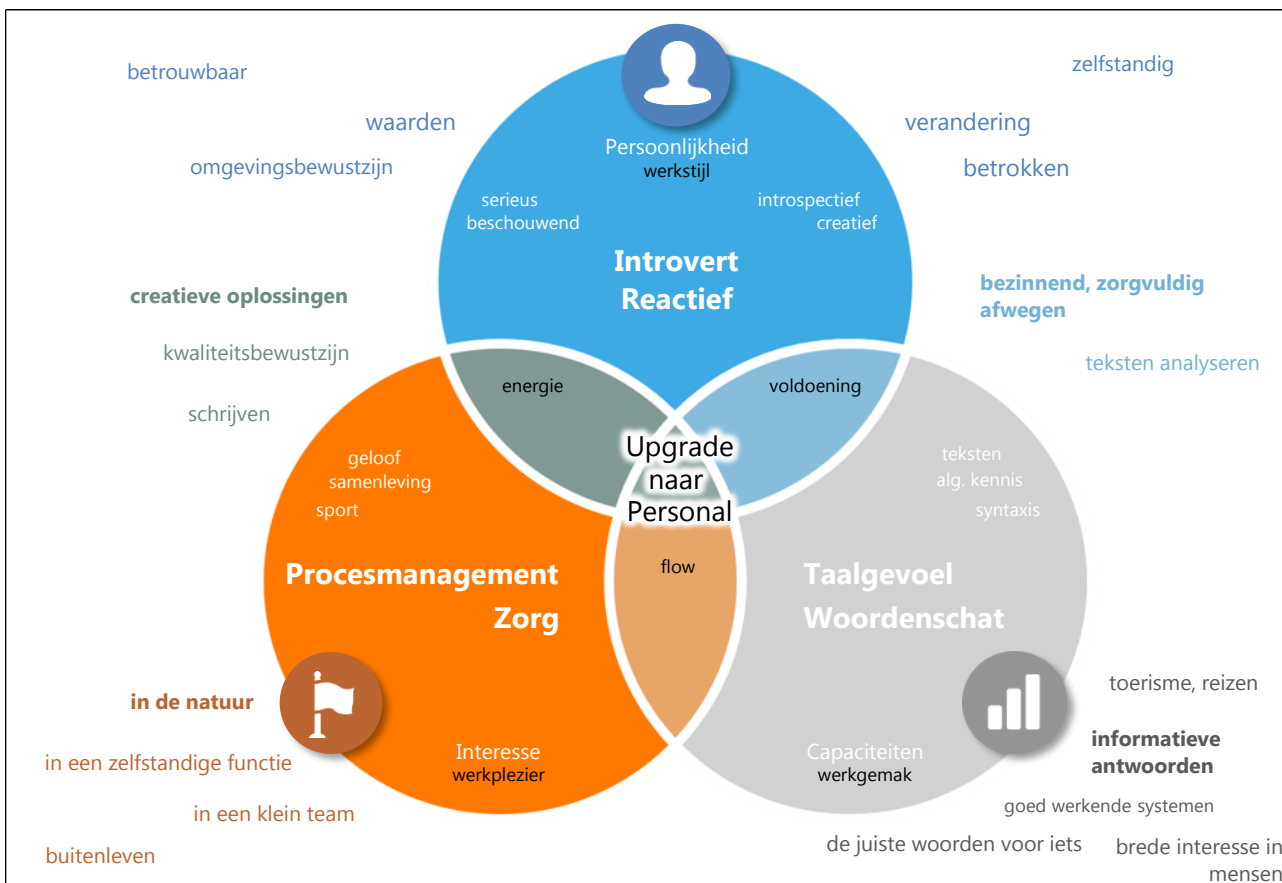 betrouwbaar
zelfstandig
waarden
verandering
omgevingsbewustzijn
betrokken
Persoonlijkheid
werkstijl
serieus
beschouwend
introspectief
creatief
Introvert
Reactief
creatieve oplossingen
kwaliteitsbewustzijn
schrijven
bezinnend, zorgvuldig
afwegen
teksten analyseren
energie
voldoening
Upgrade
naar
Personal
flow
geloof
samenleving
sport
Procesmanagement
Zorg
teksten
alg. kennis
syntaxis
Taalgevoel
Woordenschat
in de natuur
in een zelfstandige functie
in een klein team
buitenleven
Interesse
werkplezier
Capaciteiten
werkgemak
toerisme, reizen
informatieve
antwoorden
goed werkende systemen
de juiste woorden voor iets
brede interesse in
mensen